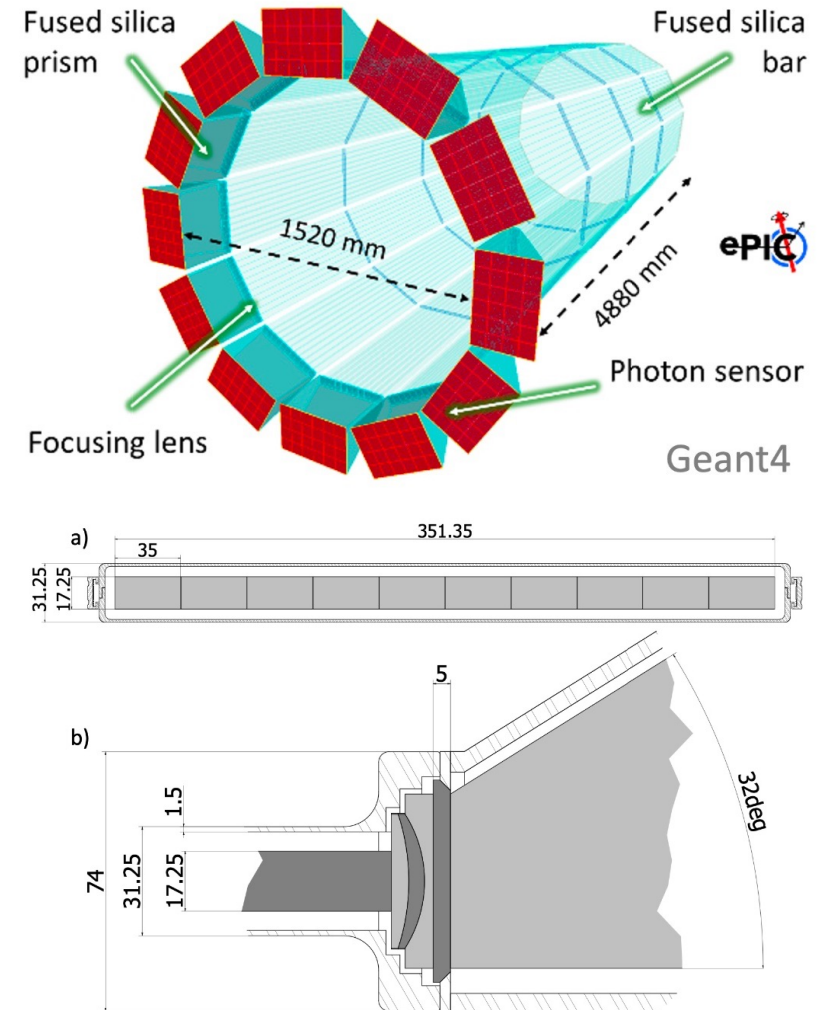 Fused silica
prism
Fused silica
bar
1520 mm
4880 mm
ePIC
Photon sensor
Focusing lens
Geant4
a)
351.35
35
31.25
17.25
b)
5
1.5
32deg
74
31.25
17.25